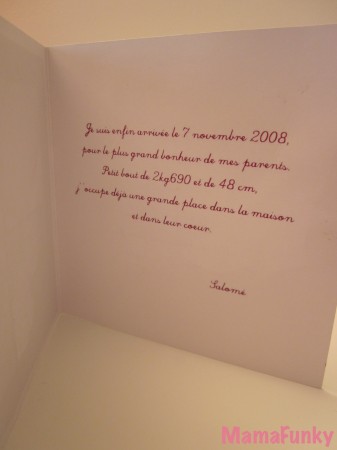 Je suis enfin arrivée le 7 novembre 2008,
pour le plus grand bonheur de mes parents.
Petit bout de 2kg690 et de 48 cm,
j'occupe déjà une grande place dans la maison
et dans leur coeur.
Salomé
MamaFunky